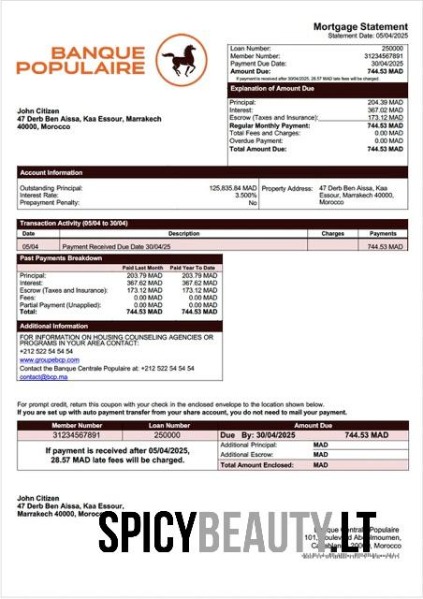 Mortgage Statement
Statement Date: 05/04/2025
BANQUE
POPULAIRE
Loan Number: 250000
Member Number: 31234567891
Payment Due Date 30/04/2025
Amount Due: 744.53 MAD
If payment is received after 30/04/2025, 28.57 MAD late fees will be charged.
Explanation of Amount Due
Principal: 204.39 MAD
Interest: 367.02 MAD
Escrow (Taxes and Insurance): 173.12 MAD
Regular Monthly Payment: 744.53 MAD
Total Fees and Charges: 0.00 MAD
Overdue Payment: 0.00 MAD
Total Amount Due: 744.53 MAD
John Citizen
47 Derb Ben Aissa, Kaa Essour, Marrakech
40000, Morocco
Account Information
Outstanding Principal: 125,835.84 MAD
Interest Rate: 3.500%
Prepayment Penalty: No
Property Address: 47 Derb Ben Aissa, Kaa
Essour, Marrakech 40000,
Morocco
Transaction Activity (05/04 to 30/04)
Date Description Charges Payments
05/04 Payment Received Due Date 30/04/25 744.53 MAD
Past Payments Breakdown
Paid Last Month Paid Year To Date
Principal: 203.79 MAD 203.79 MAD
Interest: 367.62 MAD 367.62 MAD
Escrow (Taxes and Insurance): 173.12 MAD 173.12 MAD
Fees: 0.00 MAD 0.00 MAD
Partial Payment (Unapplied): 0.00 MAD 0.00 MAD
Total: 744.53 MAD 744.53 MAD
Additional Information
FOR INFORMATION ON HOUSING COUNSELING AGENCIES OR
PROGRAMS IN YOUR AREA CONTACT:
+212 522 54 54 54
www.groupebcp.com
Contact the Banque Centrale Populaire at: +212 522 54 54 54
contact@bcp.ma
For prompt credit, return this coupon with your check in the enclosed envelope to the location shown below.
If you are set up with auto payment transfer from your share account, you do not need to mail your payment.
Member Number Loan Number Amount Due
31234567891 250000 Due By: 30/04/2025 744.53 MAD
If payment is received after 05/04/2025,
28.57 MAD late fees will be charged.
Additional Principal: MAD
Additional Escrow: MAD
Total Amount Enclosed: MAD
John Citizen
47 Derb Ben Aissa, Kaa Essour,
Marrakech 40000, Morocco
SPICYBEAUTY.LT
Populaire
101,
Morocco